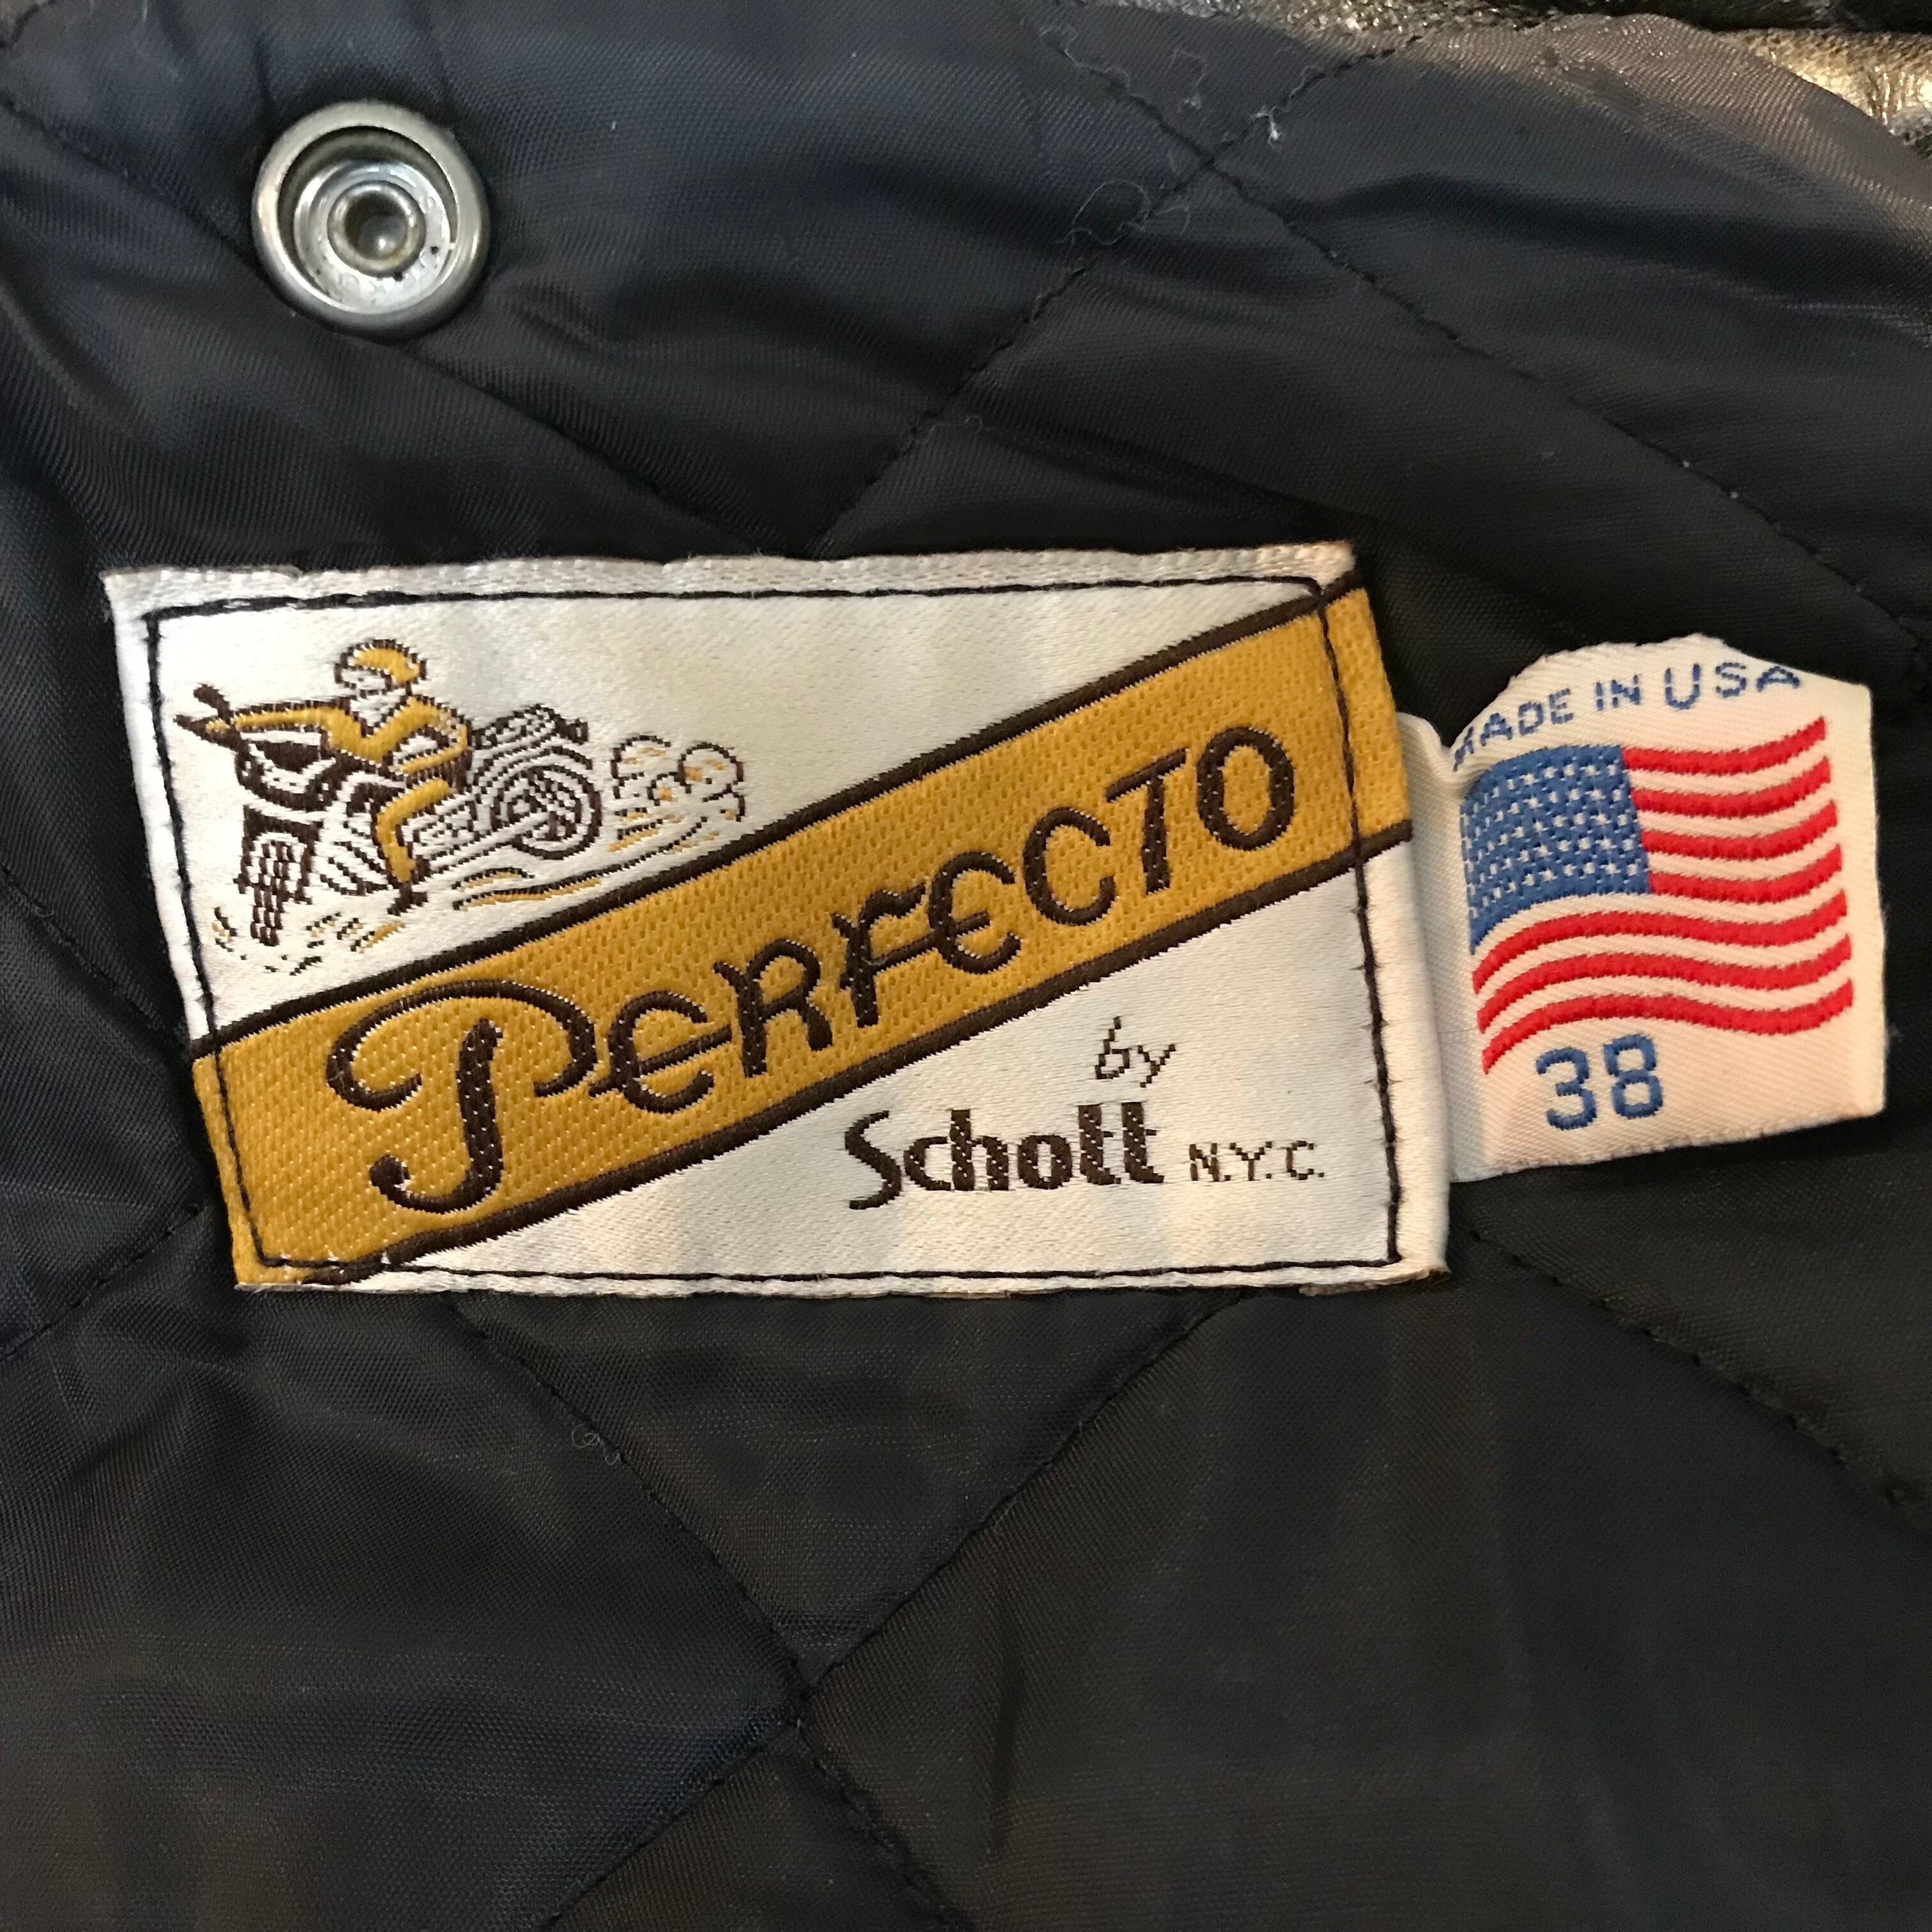 PERFECTO
by
Schott N.Y.C.
MADE IN USA
38